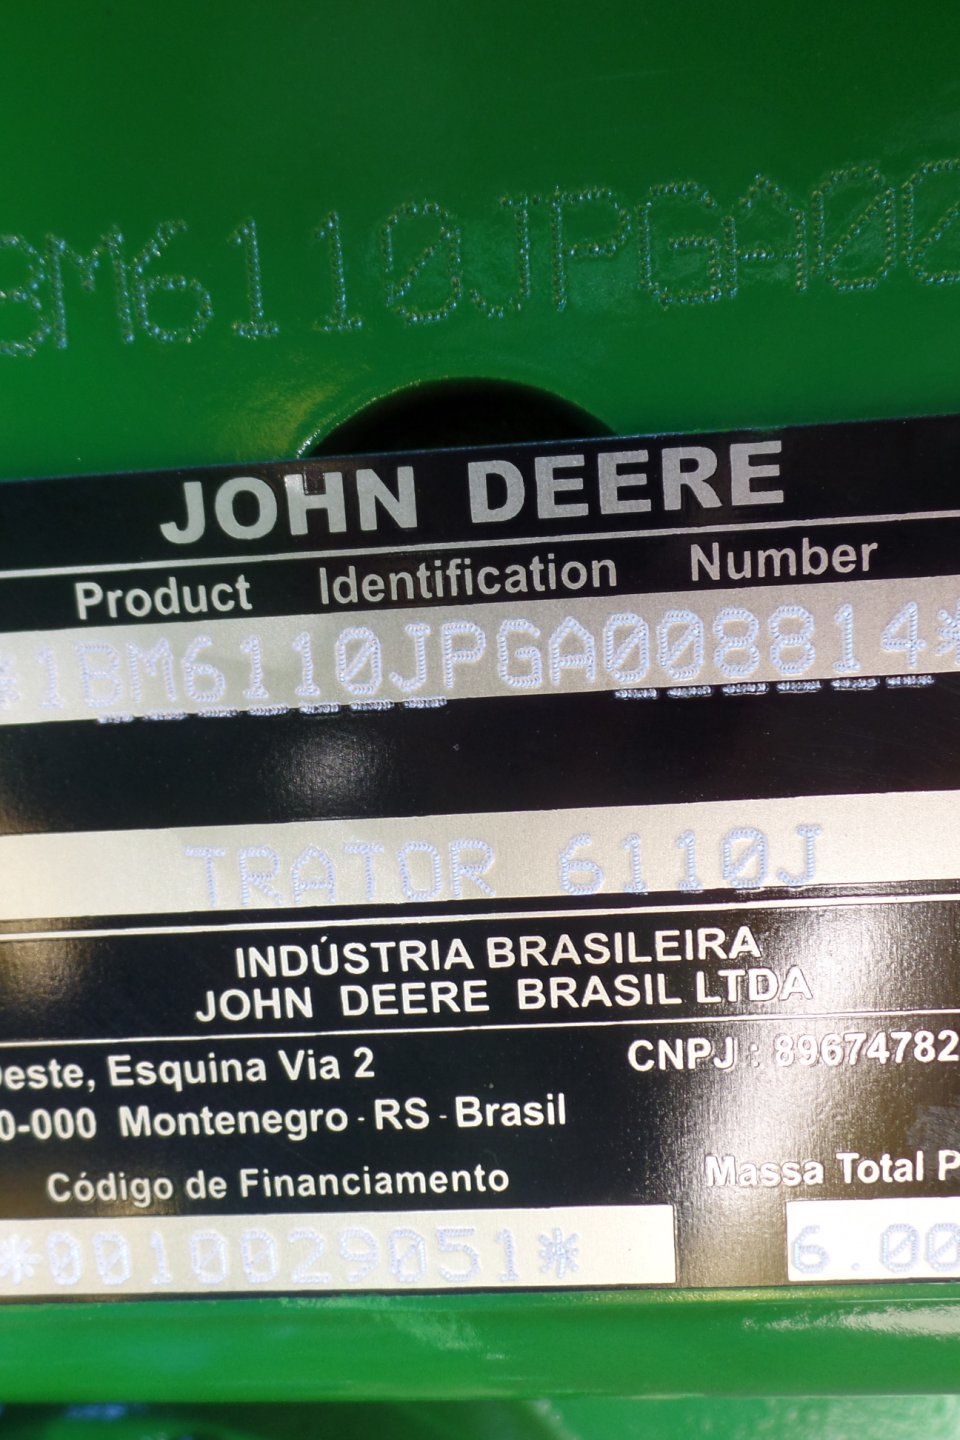 BM6110JPGA00
JOHN DEERE
Product Identification Number
*1BM6110JPGA008814*
TRATOR 6110J
INDÚSTRIA BRASILEIRA
JOHN DEERE BRASIL LTDA
Oeste, Esquina Via 2 CNPJ : 89674782
0-000 Montenegro - RS - Brasil
Código de Financiamento Massa Total P
*0010029051* 6.00